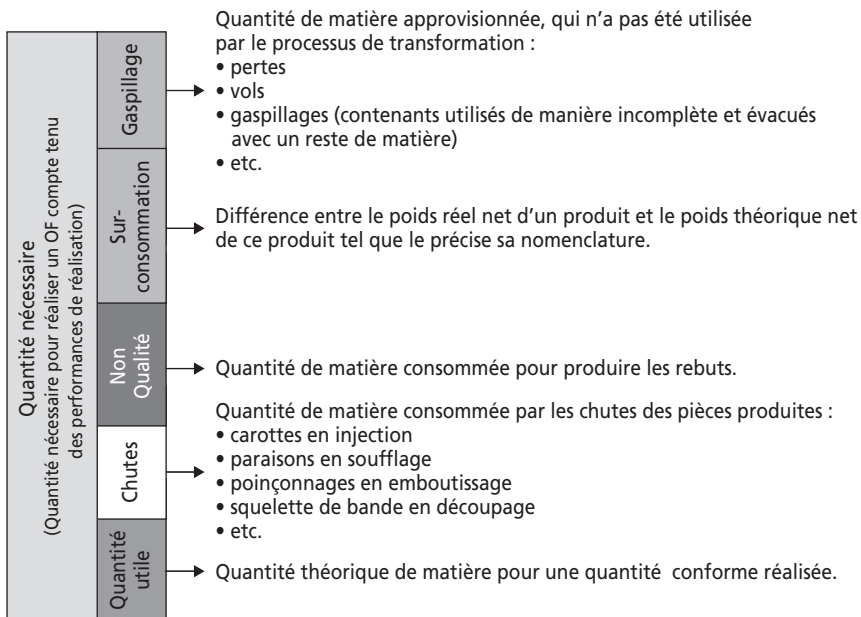 Quantité nécessaire
(Quantité nécessaire pour réaliser un OF compte tenu
des performances de réalisation)
Gaspillage
Quantité de matière approvisionnée, qui n'a pas été utilisée
par le processus de transformation :
• pertes
• vols
• gaspillages (contenants utilisés de manière incomplète et évacués
avec un reste de matière)
• etc.
Sur-
consommation
Différence entre le poids réel net d'un produit et le poids théorique net
de ce produit tel que le précise sa nomenclature.
Non
Qualité
Quantité de matière consommée pour produire les rebuts.
Chutes
Quantité de matière consommée par les chutes des pièces produites :
• carottes en injection
• paraisons en soufflage
• poinçonnages en emboutissage
• squelette de bande en découpage
• etc.
Quantité
utile
Quantité théorique de matière pour une quantité conforme réalisée.